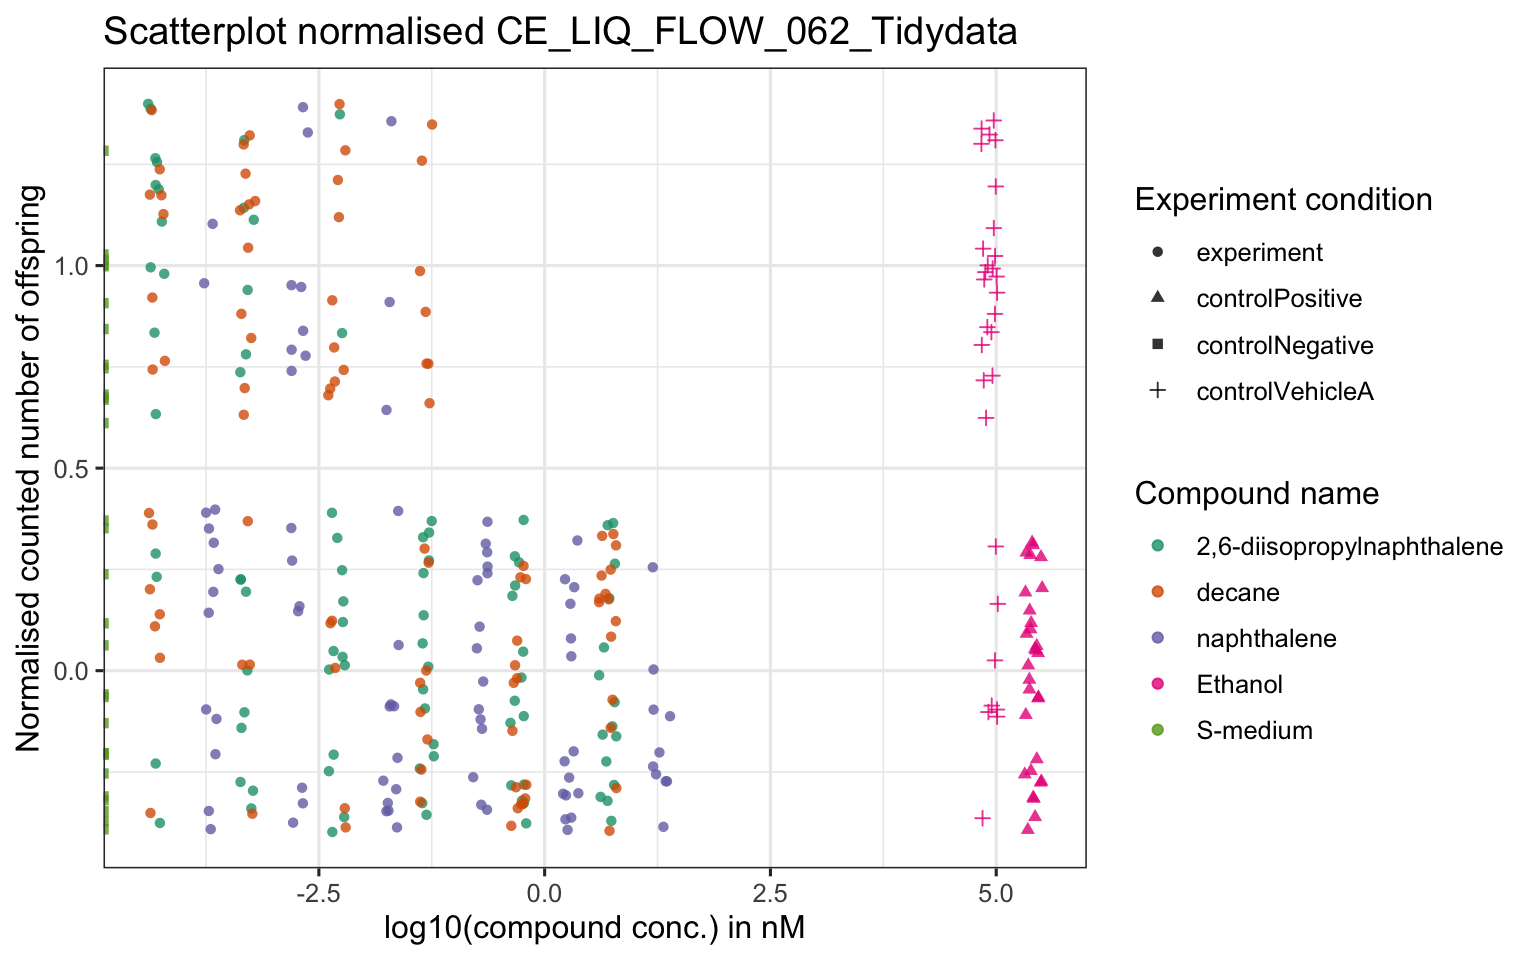 Scatterplot normalised CE_LIQ_FLOW_062_Tidydata
Normalised counted number of offspring
1.0
0.5
0.0
-2.5
0.0
2.5
5.0
log10(compound conc.) in nM
Experiment condition
experiment
controlPositive
controlNegative
controlVehicleA
Compound name
2,6-diisopropylnaphthalene
decane
naphthalene
Ethanol
S-medium